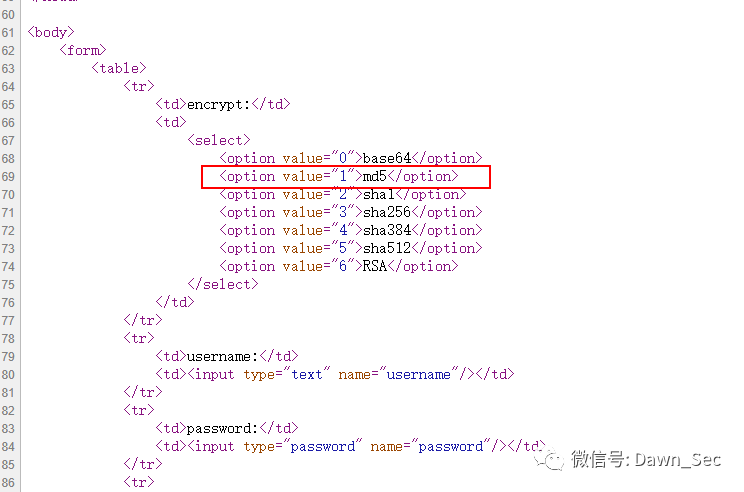 60
61 <body>
62 <form>
63 <table>
64 <tr>
65 <td>encrypt:</td>
66 <td>
67 <select>
68 <option value="0">base64</option>
69 <option value="1">md5</option>
70 <option value="2">sha1</option>
71 <option value="3">sha256</option>
72 <option value="4">sha384</option>
73 <option value="5">sha512</option>
74 <option value="6">RSA</option>
75 </select>
76 </td>
77 </tr>
78 <tr>
79 <td>username:</td>
80 <td><input type="text" name="username"/></td>
81 </tr>
82 <tr>
83 <td>password:</td>
84 <td><input type="password" name="password"/></td>
微信号: Dawn_Sec
85 </tr>
86 <tr>